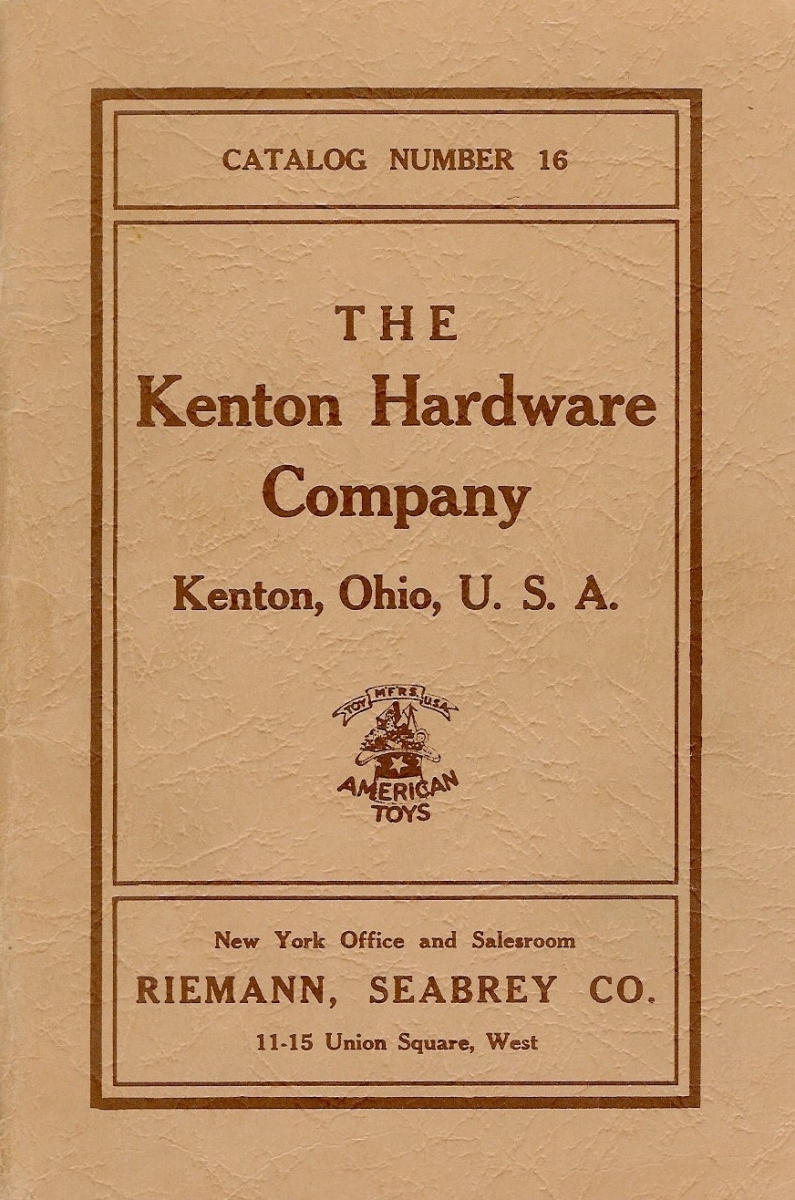 CATALOG NUMBER 16
THE
Kenton Hardware
Company
Kenton, Ohio, U. S. A.
TOY MFRS. U.S.A.
AMERICAN
TOYS
New York Office and Salesroom
RIEMANN, SEABREY CO.
11-15 Union Square, West